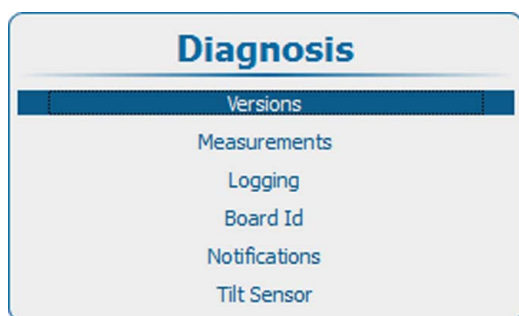 Diagnosis
Versions
Measurements
Logging
Board Id
Notifications
Tilt Sensor